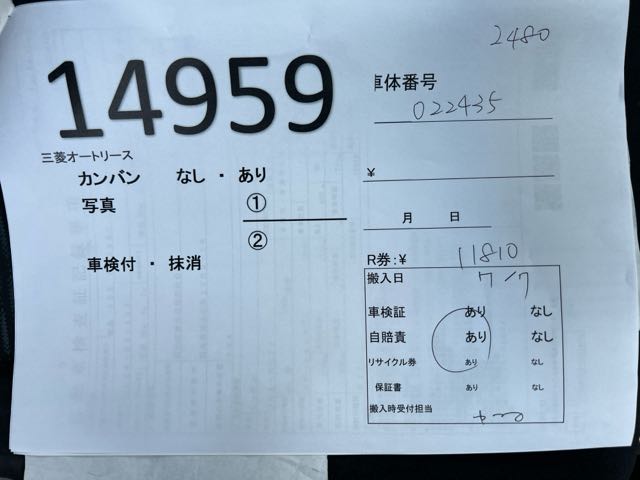 2480
14959
車体番号
022435
三菱オートリース
カンバン なし ・ あり
¥
写真 ①
②
月 日
車検付 ・ 抹消
R券:¥ 11810
搬入日 7/7
車検証 あり なし
自賠責 あり なし
リサイクル券 あり なし
保証書 あり なし
搬入時受付担当